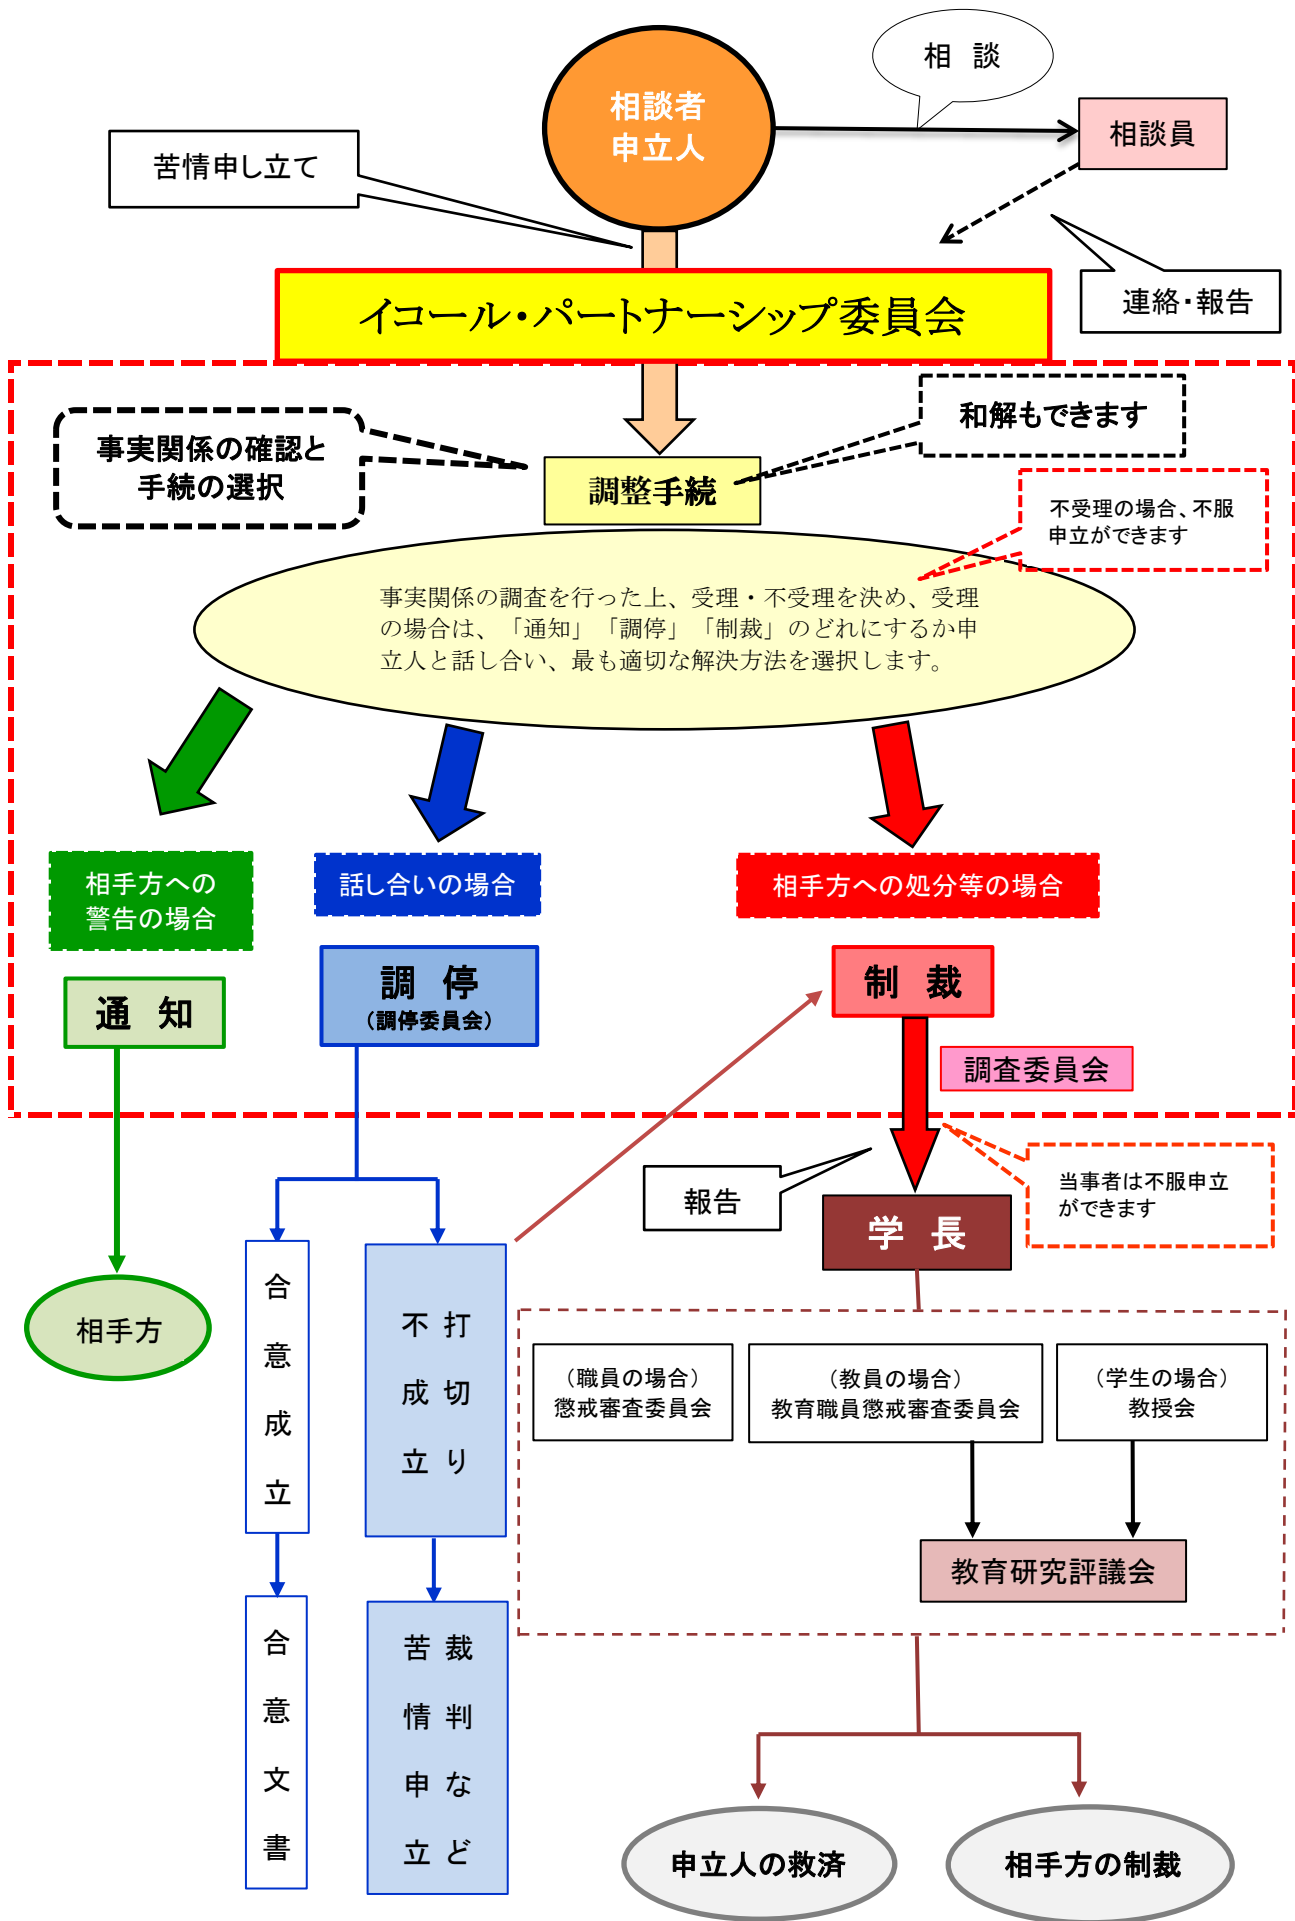 相　談
相談者
申立人
相談員
苦情申し立て
連絡・報告
イコール・パートナーシップ委員会
和解もできます
事実関係の確認と
手続の選択
調整手続
不受理の場合、不服
申立ができます
事実関係の調査を行った上、受理・不受理を決め、受理
の場合は、「通知」「調停」「制裁」のどれにするか申
立人と話し合い、最も適切な解決方法を選択します。
相手方への
警告の場合
話し合いの場合
相手方への処分等の場合
通　知
調　停
（調停委員会）
制　裁
調査委員会
報告
当事者は不服申立
ができます
学　長
相手方
合意成立
打切り
不成立
（職員の場合）
懲戒審査委員会
（教員の場合）
教育職員懲戒審査委員会
（学生の場合）
教授会
教育研究評議会
合意文書
裁判など
苦情申立
申立人の救済
相手方の制裁